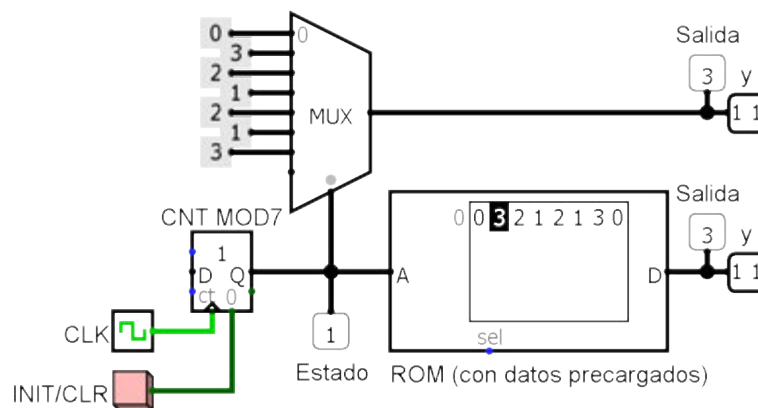 0
0
3
2
1
2
1
3
MUX
Salida
3
y
1 1
CNT MOD7
1
D Q
ct 0
CLK
INIT/CLR
1
Estado
0 0 3 2 1 2 1 3 0
A
D
sel
ROM (con datos precargados)
Salida
3
y
1 1